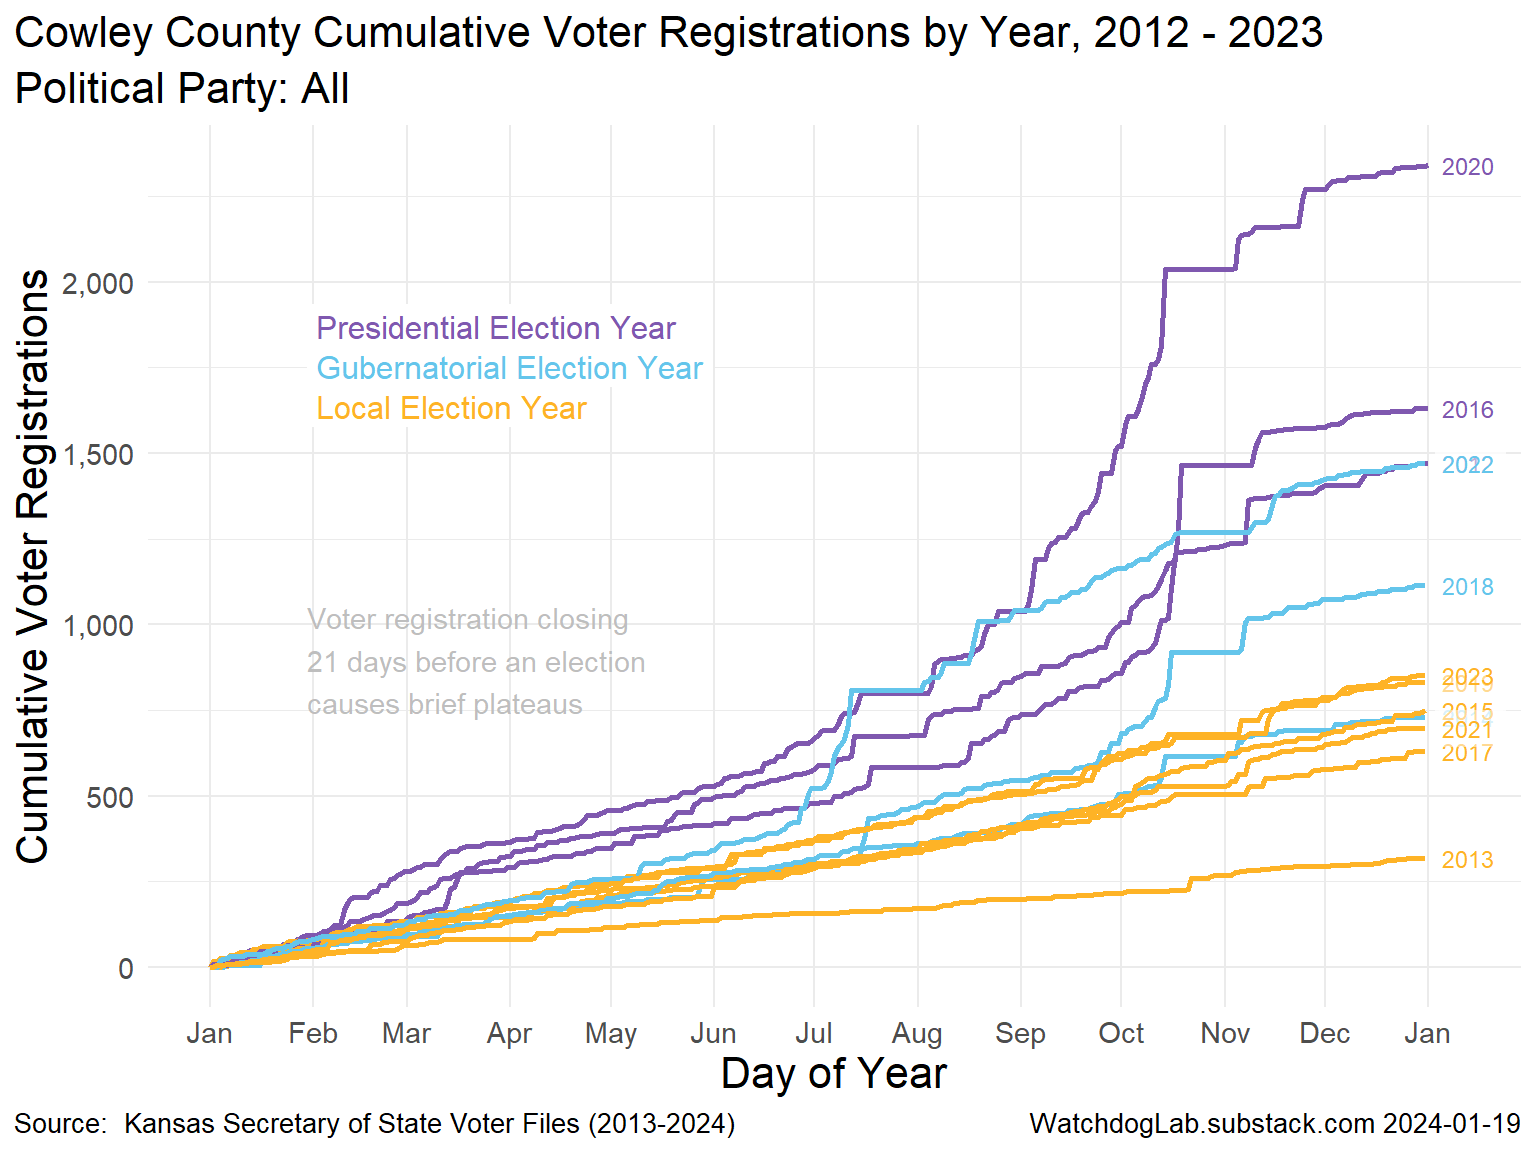 Cowley County Cumulative Voter Registrations by Year, 2012 - 2023
Political Party: All
Cumulative Voter Registrations
2,000
1,500
1,000
500
0
Presidential Election Year
Gubernatorial Election Year
Local Election Year
Voter registration closing
21 days before an election
causes brief plateaus
2020
2016
2022
2018
2023
2015
2021
2017
2013
Jan Feb Mar Apr May Jun Jul Aug Sep Oct Nov Dec Jan
Day of Year
Source:  Kansas Secretary of State Voter Files (2013-2024)
WatchdogLab.substack.com 2024-01-19